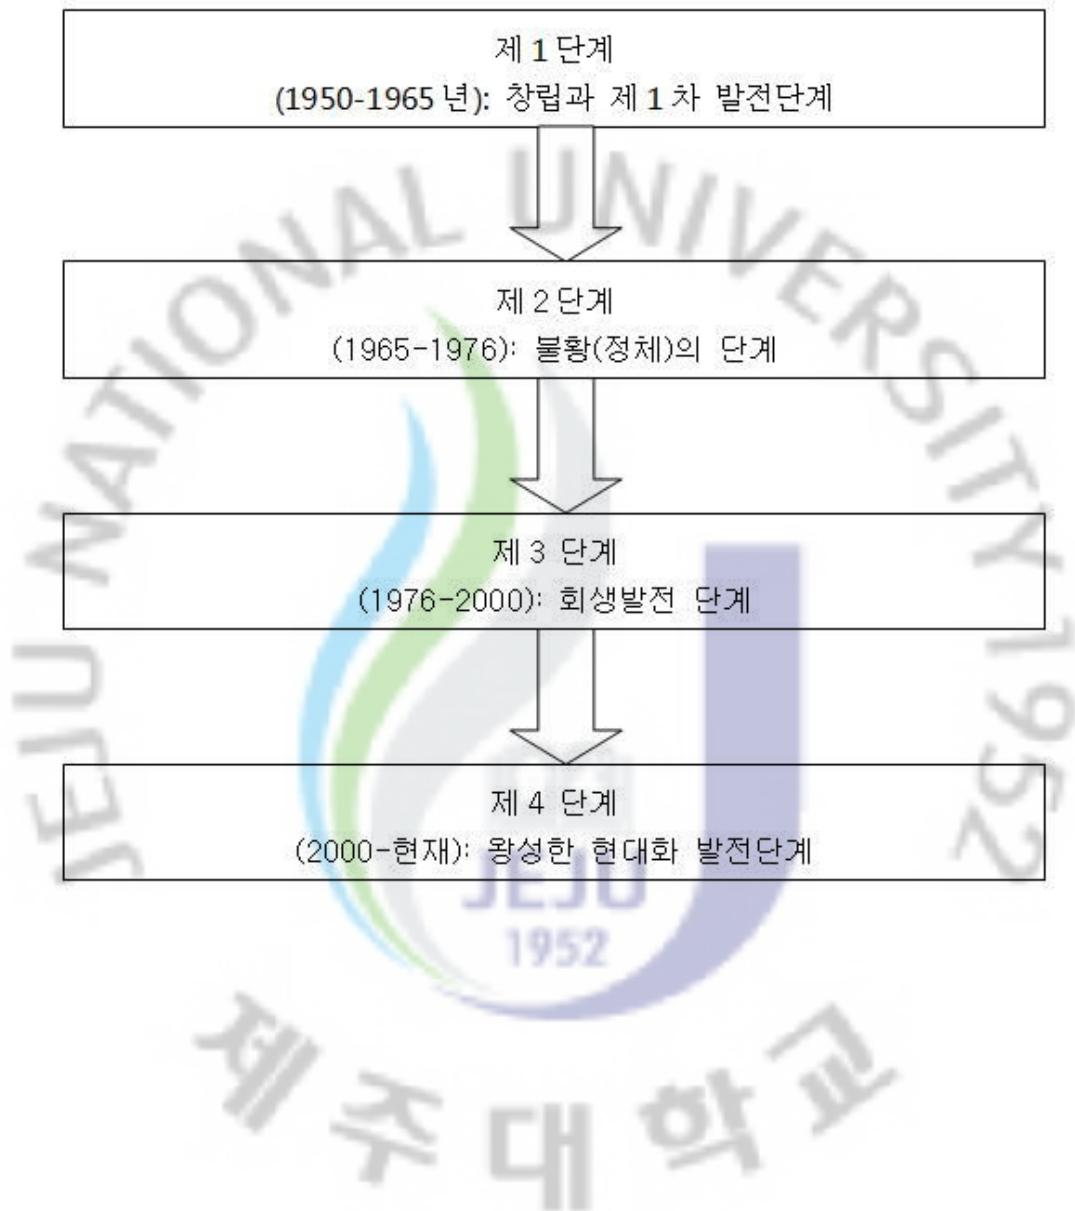 제 1 단계
(1950-1965 년): 창립과 제 1 차 발전단계
제 2 단계
(1965-1976): 불황(정체)의 단계
제 3 단계
(1976-2000): 회생발전 단계
제 4 단계
(2000-현재): 왕성한 현대화 발전단계
JEJU NATIONAL UNIVERSITY 1952
JEJU
1952
제주대학교